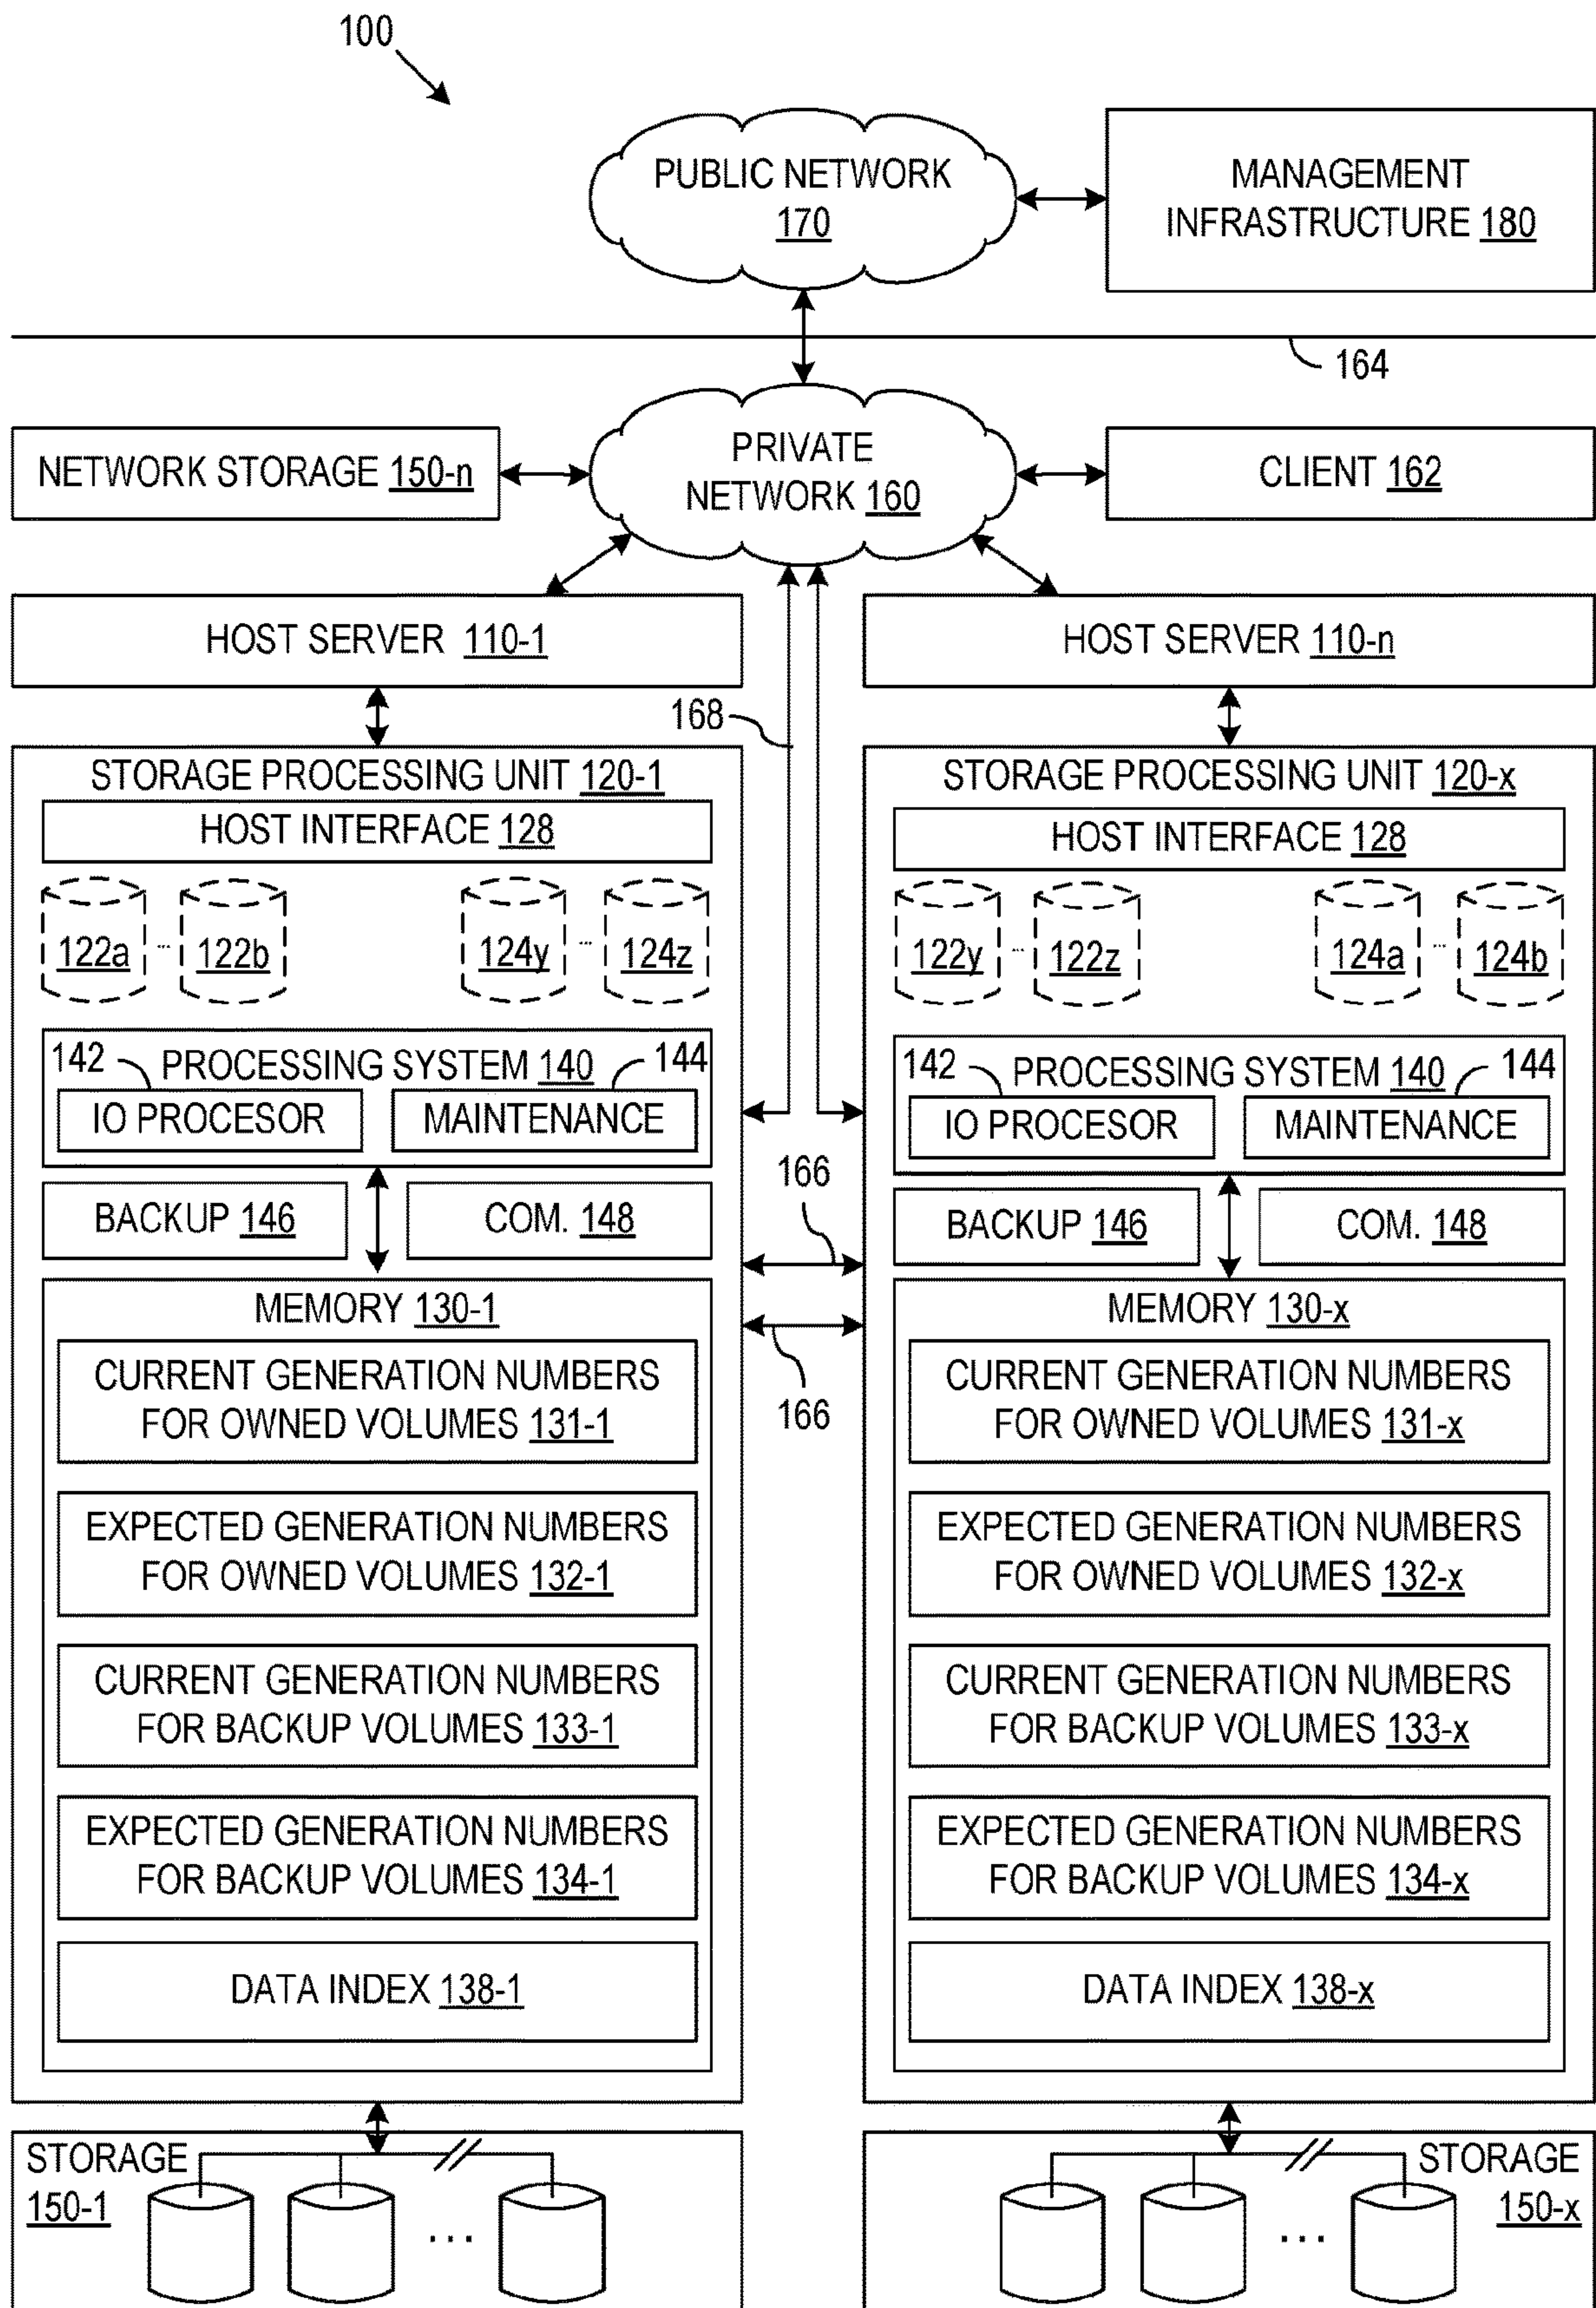 100
PUBLIC NETWORK
170
MANAGEMENT
INFRASTRUCTURE 180
164
NETWORK STORAGE 150-n
PRIVATE
NETWORK 160
CLIENT 162
HOST SERVER 110-1
HOST SERVER 110-n
168
STORAGE PROCESSING UNIT 120-1
HOST INTERFACE 128
122a ... 122b 124y ... 124z
142 PROCESSING SYSTEM 140 144
IO PROCESOR MAINTENANCE
BACKUP 146 COM. 148
MEMORY 130-1
CURRENT GENERATION NUMBERS
FOR OWNED VOLUMES 131-1
EXPECTED GENERATION NUMBERS
FOR OWNED VOLUMES 132-1
CURRENT GENERATION NUMBERS
FOR BACKUP VOLUMES 133-1
EXPECTED GENERATION NUMBERS
FOR BACKUP VOLUMES 134-1
DATA INDEX 138-1
166
166
STORAGE PROCESSING UNIT 120-x
HOST INTERFACE 128
122y ... 122z 124a ... 124b
142 PROCESSING SYSTEM 140 144
IO PROCESOR MAINTENANCE
BACKUP 146 COM. 148
MEMORY 130-x
CURRENT GENERATION NUMBERS
FOR OWNED VOLUMES 131-x
EXPECTED GENERATION NUMBERS
FOR OWNED VOLUMES 132-x
CURRENT GENERATION NUMBERS
FOR BACKUP VOLUMES 133-x
EXPECTED GENERATION NUMBERS
FOR BACKUP VOLUMES 134-x
DATA INDEX 138-x
STORAGE
150-1
...
STORAGE
150-x
...